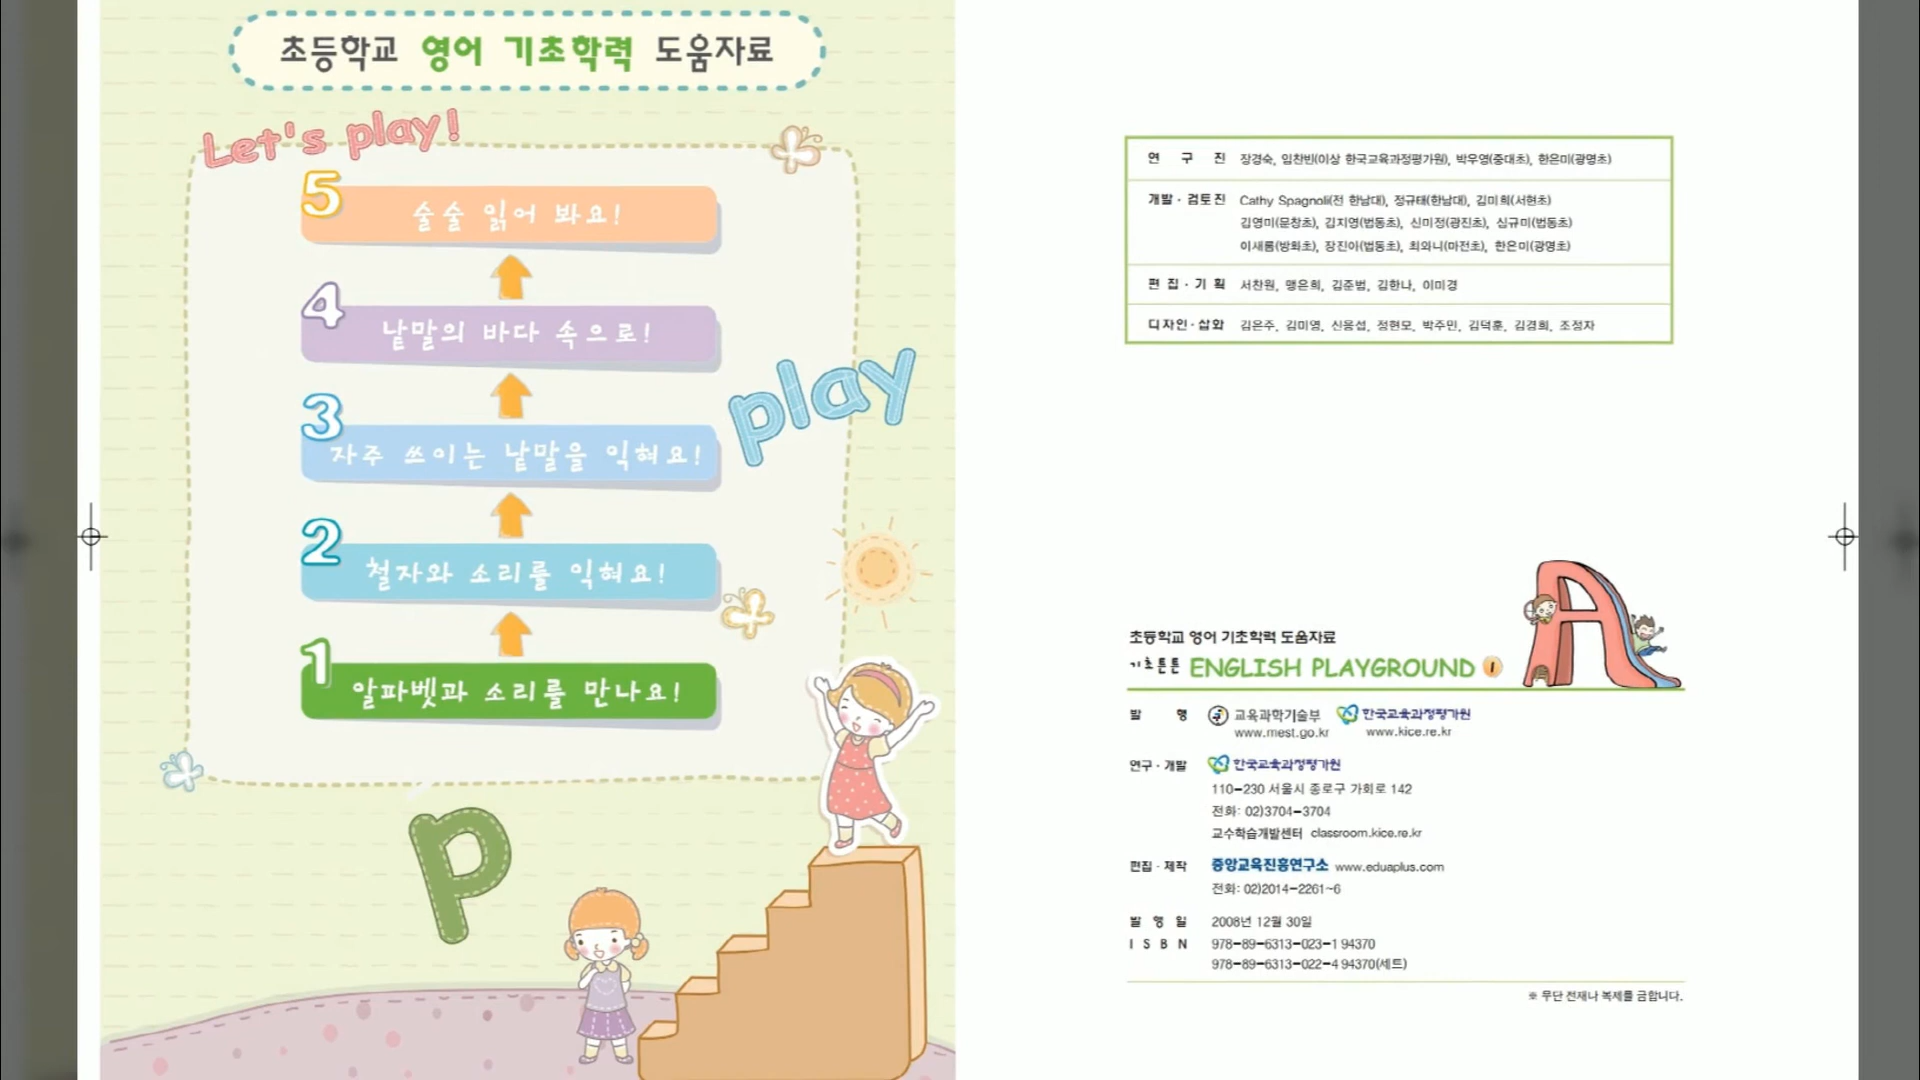 초등학교 영어 기초학력 도움자료
Let's play!
5 술술 읽어 봐요!
4 낱말의 바다 속으로!
3 자주 쓰이는 낱말을 익혀요!
2 철자와 소리를 익혀요!
1 알파벳과 소리를 만나요!
play
p
연 구 진 장경숙, 임찬빈(이상 한국교육과정평가원), 박우영(중대초), 한은미(광명초)
개발·검토진 Cathy Spagnoli(전 한남대), 정규태(한남대), 김미희(서현초)
김영미(문창초), 김지영(법동초), 신미정(광진초), 심규미(법동초)
이새롬(방화초), 장진아(법동초), 최와니(마전초), 한은미(광명초)
편집·기획 서찬원, 맹은희, 김준범, 김한나, 이미경
디자인·삽화 김은주, 김미영, 신응섭, 정현모, 박주민, 김덕훈, 김경희, 조정자
A
초등학교 영어 기초학력 도움자료
기초튼튼 ENGLISH PLAYGROUND 1
발 행 교육과학기술부 한국교육과정평가원
www.mest.go.kr www.kice.re.kr
연구·개발 한국교육과정평가원
110-230 서울시 종로구 가회로 142
전화: 02)3704-3704
교수학습개발센터 classroom.kice.re.kr
편집·제작 중앙교육진흥연구소 www.eduaplus.com
전화: 02)2014-2261~6
발 행 일 2008년 12월 30일
I S B N 978-89-6313-023-1 94370
978-89-6313-022-4 94370(세트)
※ 무단 전재나 복제를 금합니다.